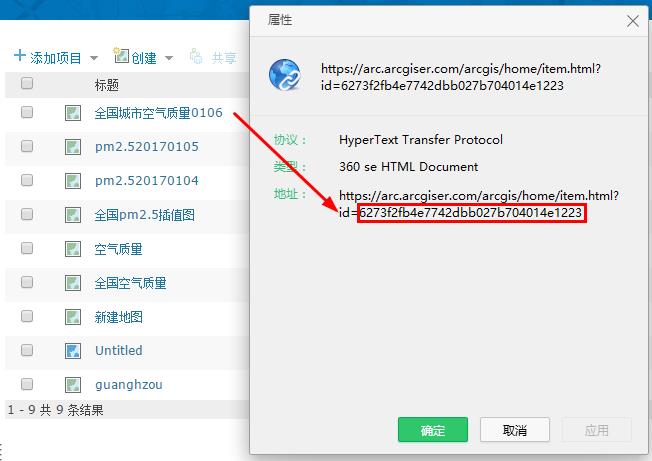 添加项目 创建 共享
标题
全国城市空气质量0106
pm2.520170105
pm2.520170104
全国pm2.5插值图
空气质量
全国空气质量
新建地图
Untitled
guanghzou
1 - 9 共 9 条结果
属性
https://arc.arcgiser.com/arcgis/home/item.html?
id=6273f2fb4e7742dbb027b704014e1223
协议： HyperText Transfer Protocol
类型： 360 se HTML Document
地址： https://arc.arcgiser.com/arcgis/home/item.html?
id=6273f2fb4e7742dbb027b704014e1223
确定 取消 应用